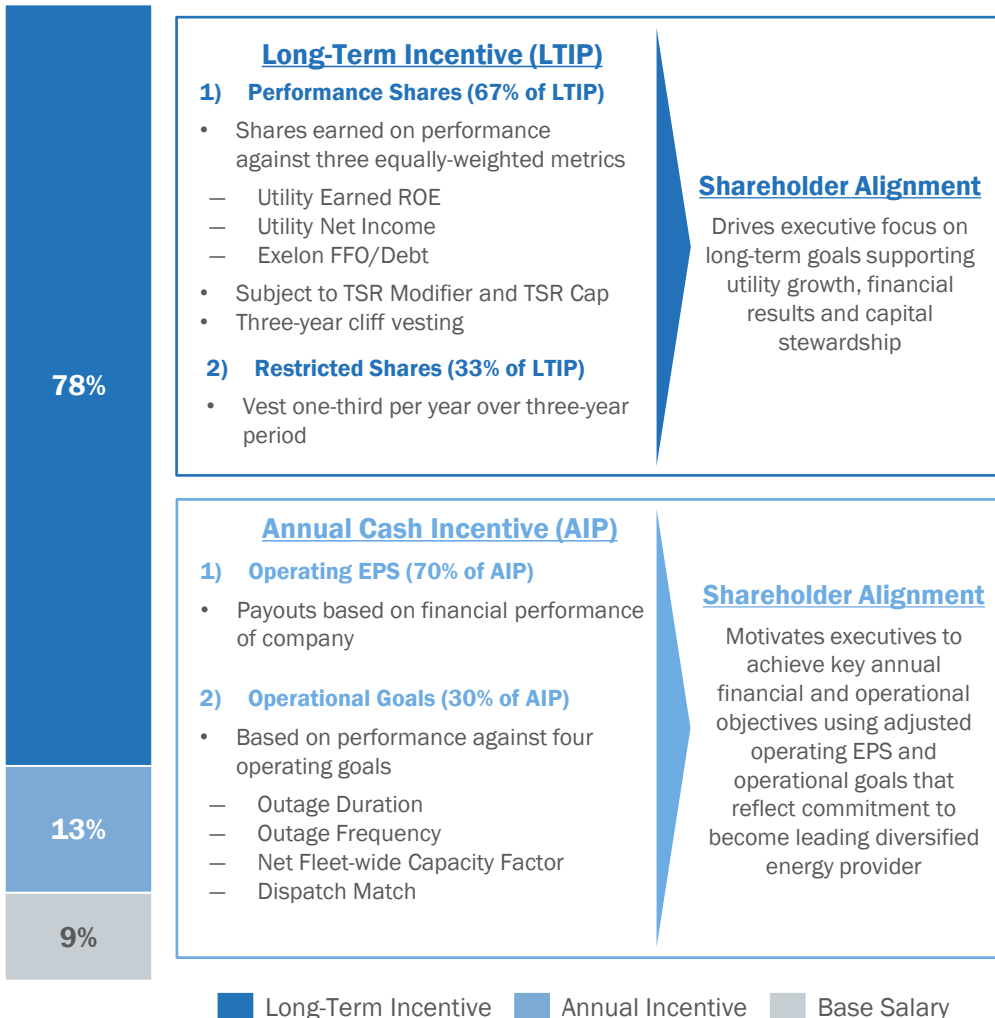 78%
13%
9%
Long-Term Incentive (LTIP)
1) Performance Shares (67% of LTIP)
• Shares earned on performance
against three equally-weighted metrics
— Utility Earned ROE
— Utility Net Income
— Exelon FFO/Debt
• Subject to TSR Modifier and TSR Cap
• Three-year cliff vesting
2) Restricted Shares (33% of LTIP)
• Vest one-third per year over three-year
period
Shareholder Alignment
Drives executive focus on
long-term goals supporting
utility growth, financial
results and capital
stewardship
Annual Cash Incentive (AIP)
1) Operating EPS (70% of AIP)
• Payouts based on financial performance
of company
2) Operational Goals (30% of AIP)
• Based on performance against four
operating goals
— Outage Duration
— Outage Frequency
— Net Fleet-wide Capacity Factor
— Dispatch Match
Shareholder Alignment
Motivates executives to
achieve key annual
financial and operational
objectives using adjusted
operating EPS and
operational goals that
reflect commitment to
become leading diversified
energy provider
Long-Term Incentive
Annual Incentive
Base Salary